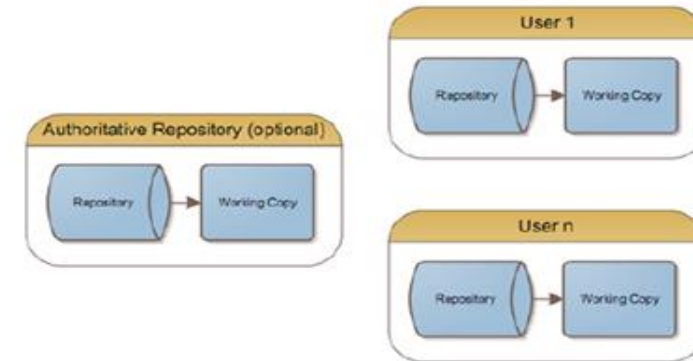 User 1
Repository
Working Copy
Authoritative Repository (optional)
Repository
Working Copy
User n
Repository
Working Copy